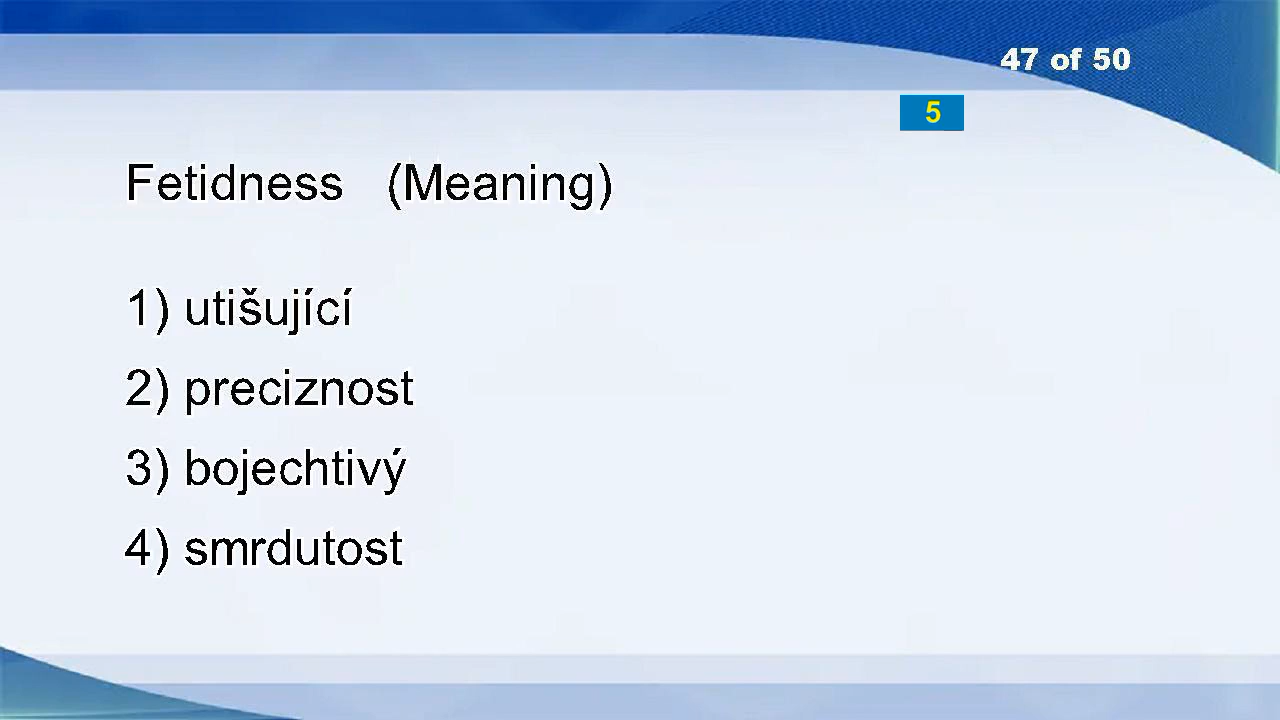 47 of 50
5
Fetidness (Meaning)
1) utišující
2) preciznost
3) bojechtivý
4) smrdutost